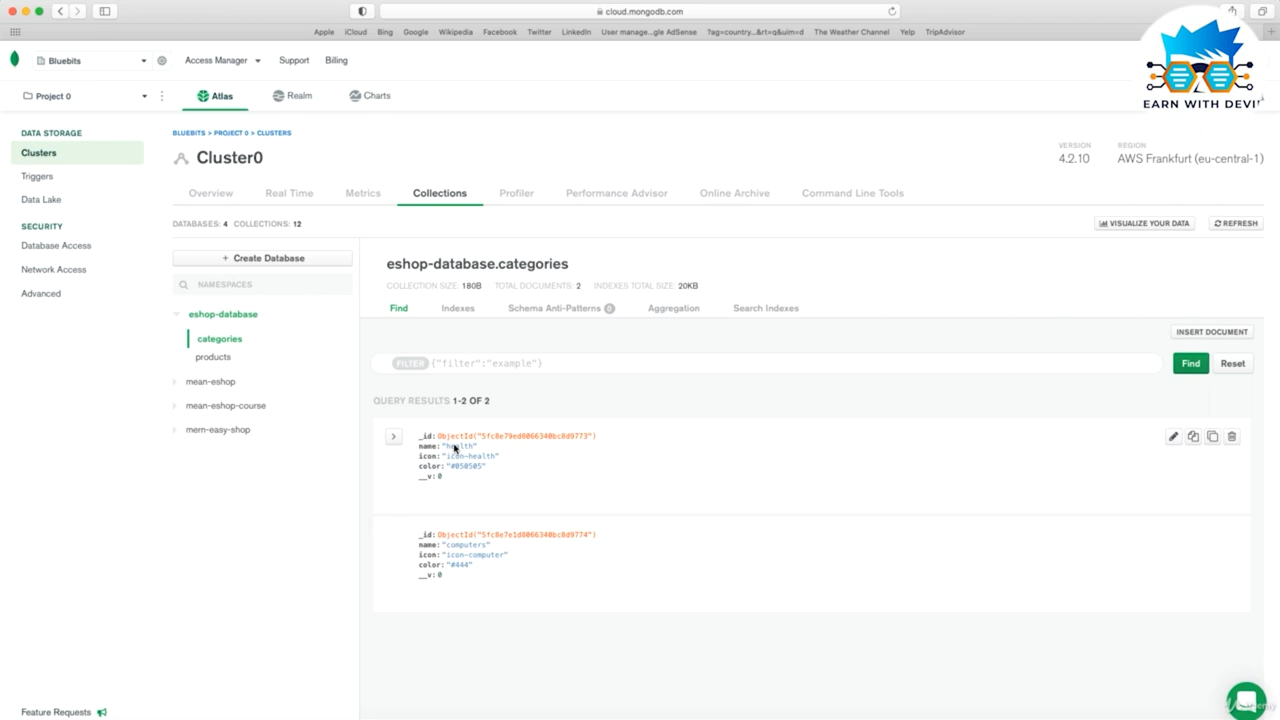 cloud.mongodb.com
Apple iCloud Bing Google Wikipedia Facebook Twitter LinkedIn User manage...gle AdSense ?ag=country...&rt=q&uim=d The Weather Channel Yelp TripAdvisor
EARN WITH DEVI
Bluebits Access Manager Support Billing
Project 0 Atlas Realm Charts
DATA STORAGE
Clusters
Triggers
Data Lake
SECURITY
Database Access
Network Access
Advanced
BLUEBITS > PROJECT 0 > CLUSTERS
Cluster0
VERSION
4.2.10
REGION
AWS Frankfurt (eu-central-1)
Overview Real Time Metrics Collections Profiler Performance Advisor Online Archive Command Line Tools
DATABASES: 4 COLLECTIONS: 12
VISUALIZE YOUR DATA REFRESH
+ Create Database
NAMESPACES
eshop-database
categories
products
mean-eshop
mean-eshop-course
mern-easy-shop
eshop-database.categories
COLLECTION SIZE: 180B TOTAL DOCUMENTS: 2 INDEXES TOTAL SIZE: 20KB
Find Indexes Schema Anti-Patterns 0 Aggregation Search Indexes
INSERT DOCUMENT
FILTER {"filter":"example"}
Find Reset
QUERY RESULTS 1-2 OF 2
_id: ObjectId("5fc8e79ed8066340bc8d9773")
name: "health"
icon: "icon-health"
color: "#050505"
__v: 0
_id: ObjectId("5fc8e7e1d8066340bc8d9774")
name: "computers"
icon: "icon-computer"
color: "#444"
__v: 0
Feature Requests